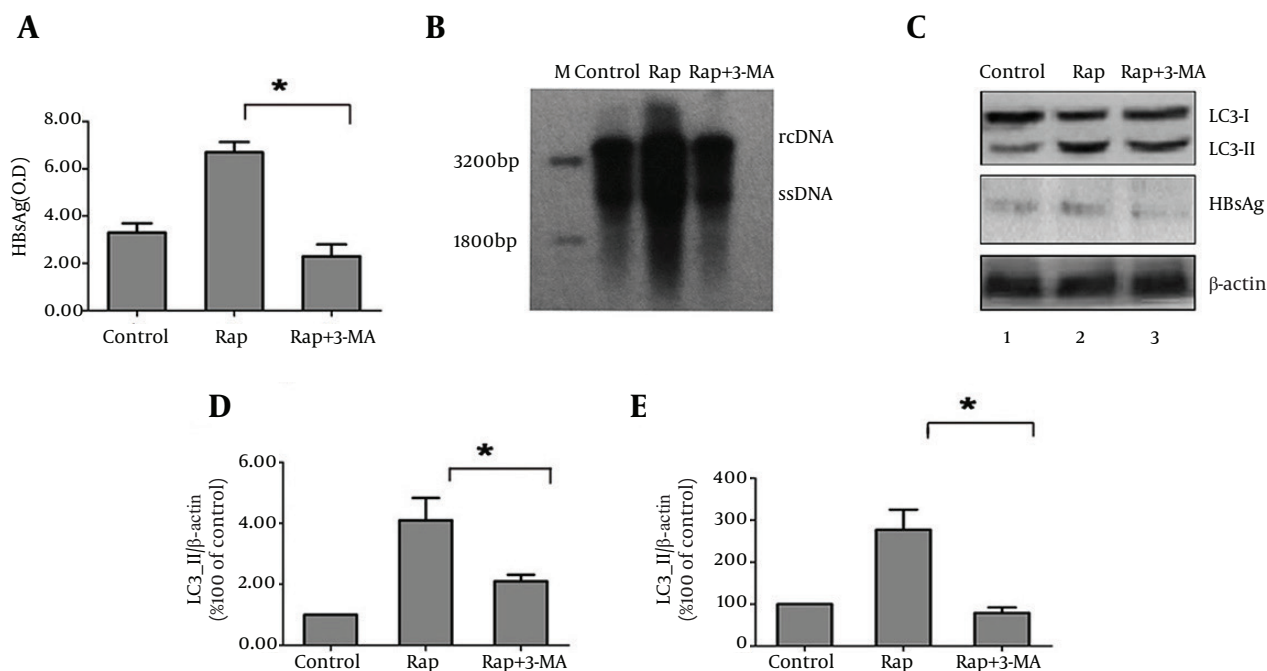 A
*
8.00
6.00
4.00
2.00
0.00
HBsAg(O.D)
Control Rap Rap+3-MA
B
M Control Rap Rap+3-MA
3200bp
1800bp
rcDNA
ssDNA
C
Control Rap Rap+3-MA
LC3-I
LC3-II
HBsAg
β-actin
1 2 3
D
*
6.00
4.00
2.00
0.00
LC3_II/β-actin
(%100 of control)
Control Rap Rap+3-MA
E
*
400
300
200
100
0
LC3_II/β-actin
(%100 of control)
Control Rap Rap+3-MA